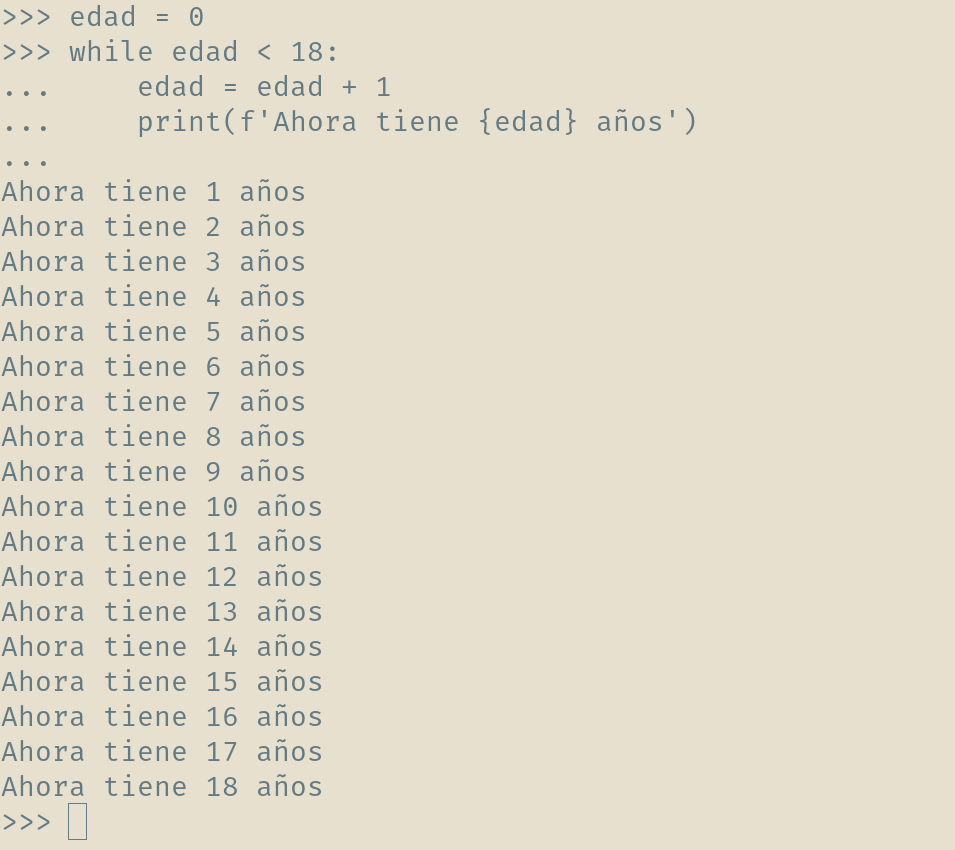 >>> edad = 0
>>> while edad < 18:
...     edad = edad + 1
...     print(f'Ahora tiene {edad} años')
...
Ahora tiene 1 años
Ahora tiene 2 años
Ahora tiene 3 años
Ahora tiene 4 años
Ahora tiene 5 años
Ahora tiene 6 años
Ahora tiene 7 años
Ahora tiene 8 años
Ahora tiene 9 años
Ahora tiene 10 años
Ahora tiene 11 años
Ahora tiene 12 años
Ahora tiene 13 años
Ahora tiene 14 años
Ahora tiene 15 años
Ahora tiene 16 años
Ahora tiene 17 años
Ahora tiene 18 años
>>>